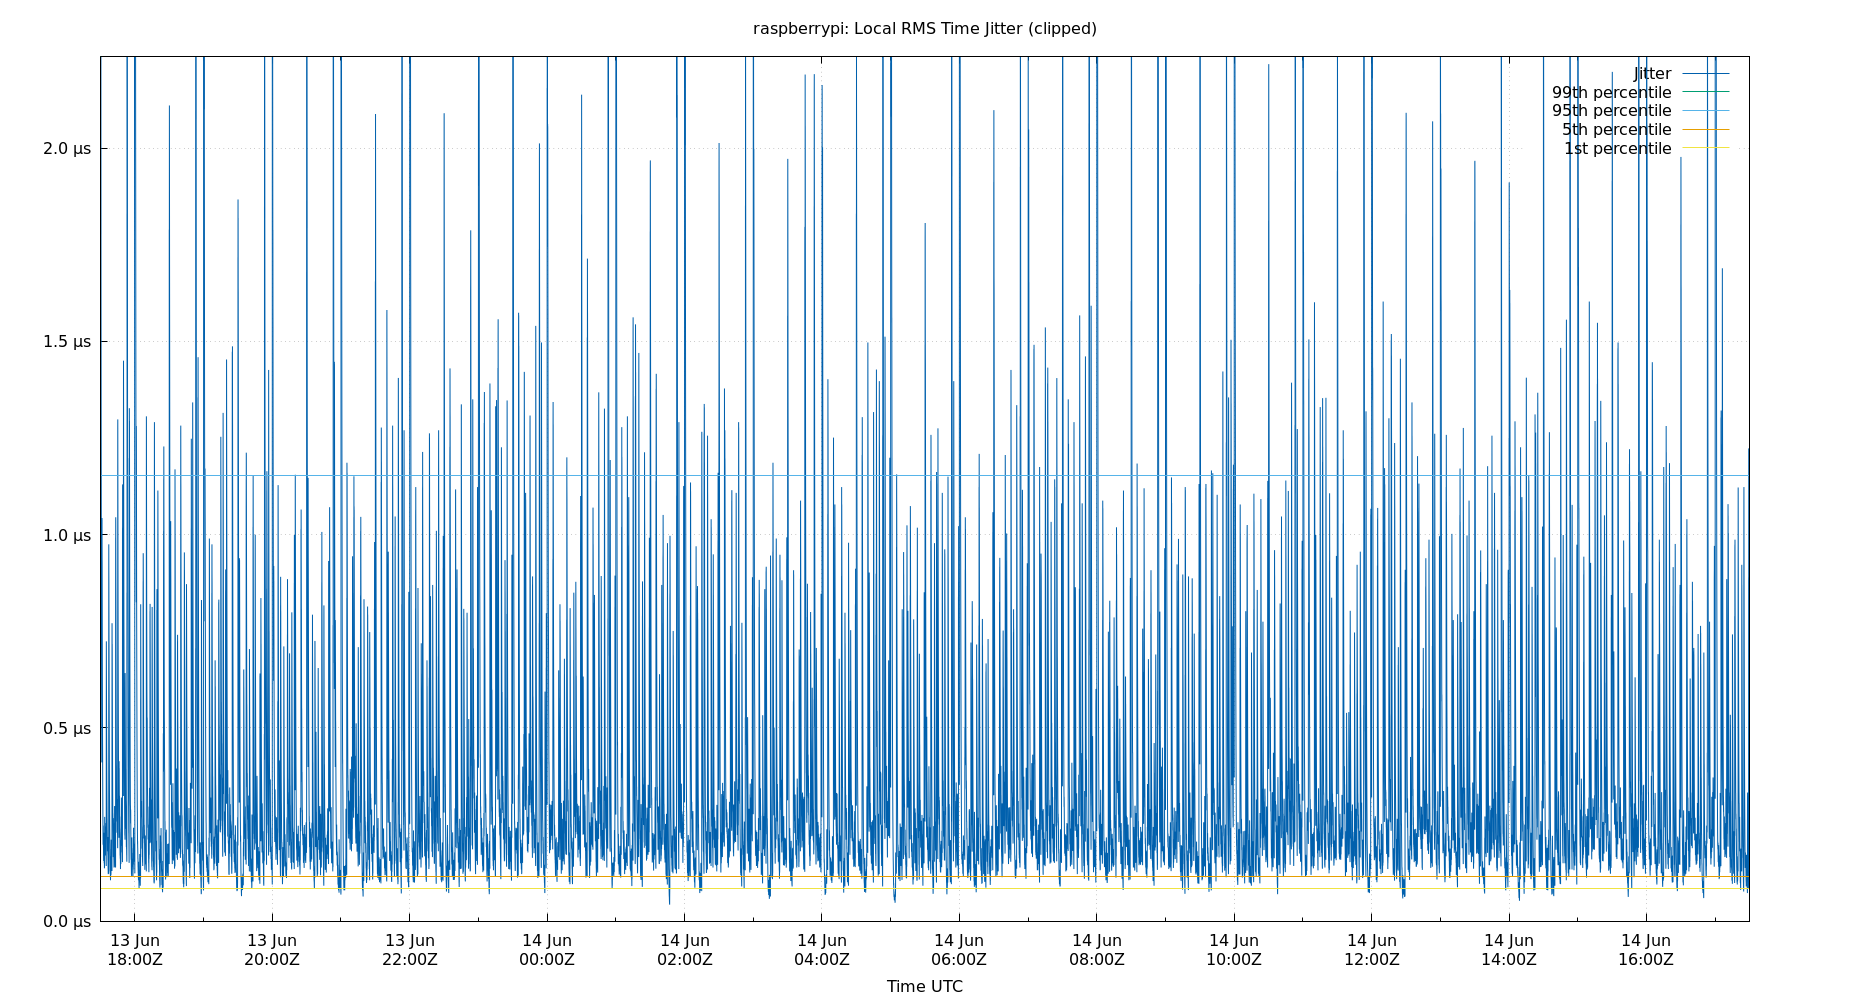 raspberrypi: Local RMS Time Jitter (clipped)
Jitter
99th percentile
95th percentile
5th percentile
1st percentile
2.0 μs
1.5 μs
1.0 μs
0.5 μs
0.0 μs
13 Jun 13 Jun 13 Jun 14 Jun 14 Jun 14 Jun 14 Jun 14 Jun 14 Jun 14 Jun 14 Jun 14 Jun
18:00Z 20:00Z 22:00Z 00:00Z 02:00Z 04:00Z 06:00Z 08:00Z 10:00Z 12:00Z 14:00Z 16:00Z
Time UTC